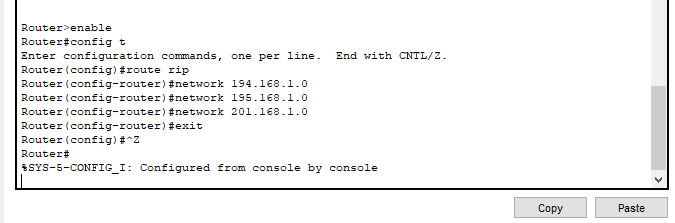 Router>enable
Router#config t
Enter configuration commands, one per line.  End with CNTL/Z.
Router(config)#route rip
Router(config-router)#network 194.168.1.0
Router(config-router)#network 195.168.1.0
Router(config-router)#network 201.168.1.0
Router(config-router)#exit
Router(config)#^Z
Router#
%SYS-5-CONFIG_I: Configured from console by console
Copy
Paste